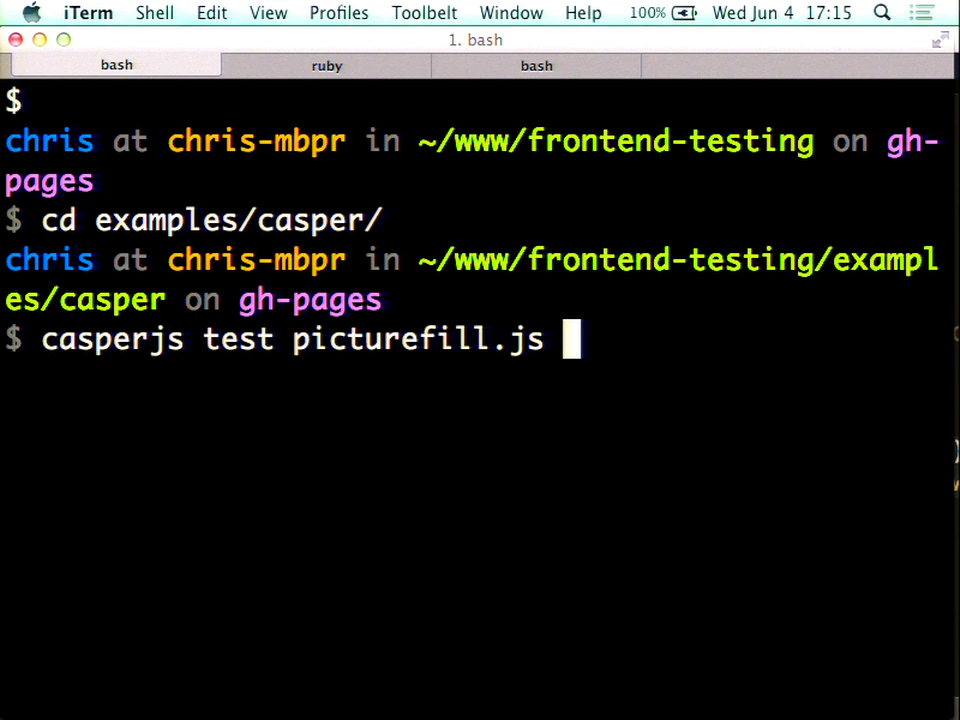 iTerm Shell Edit View Profiles Toolbelt Window Help 100% Wed Jun 4 17:15
1. bash
bash ruby bash
$
chris at chris-mbpr in ~/www/frontend-testing on gh-
pages
$ cd examples/casper/
chris at chris-mbpr in ~/www/frontend-testing/exampl
es/casper on gh-pages
$ casperjs test picturefill.js